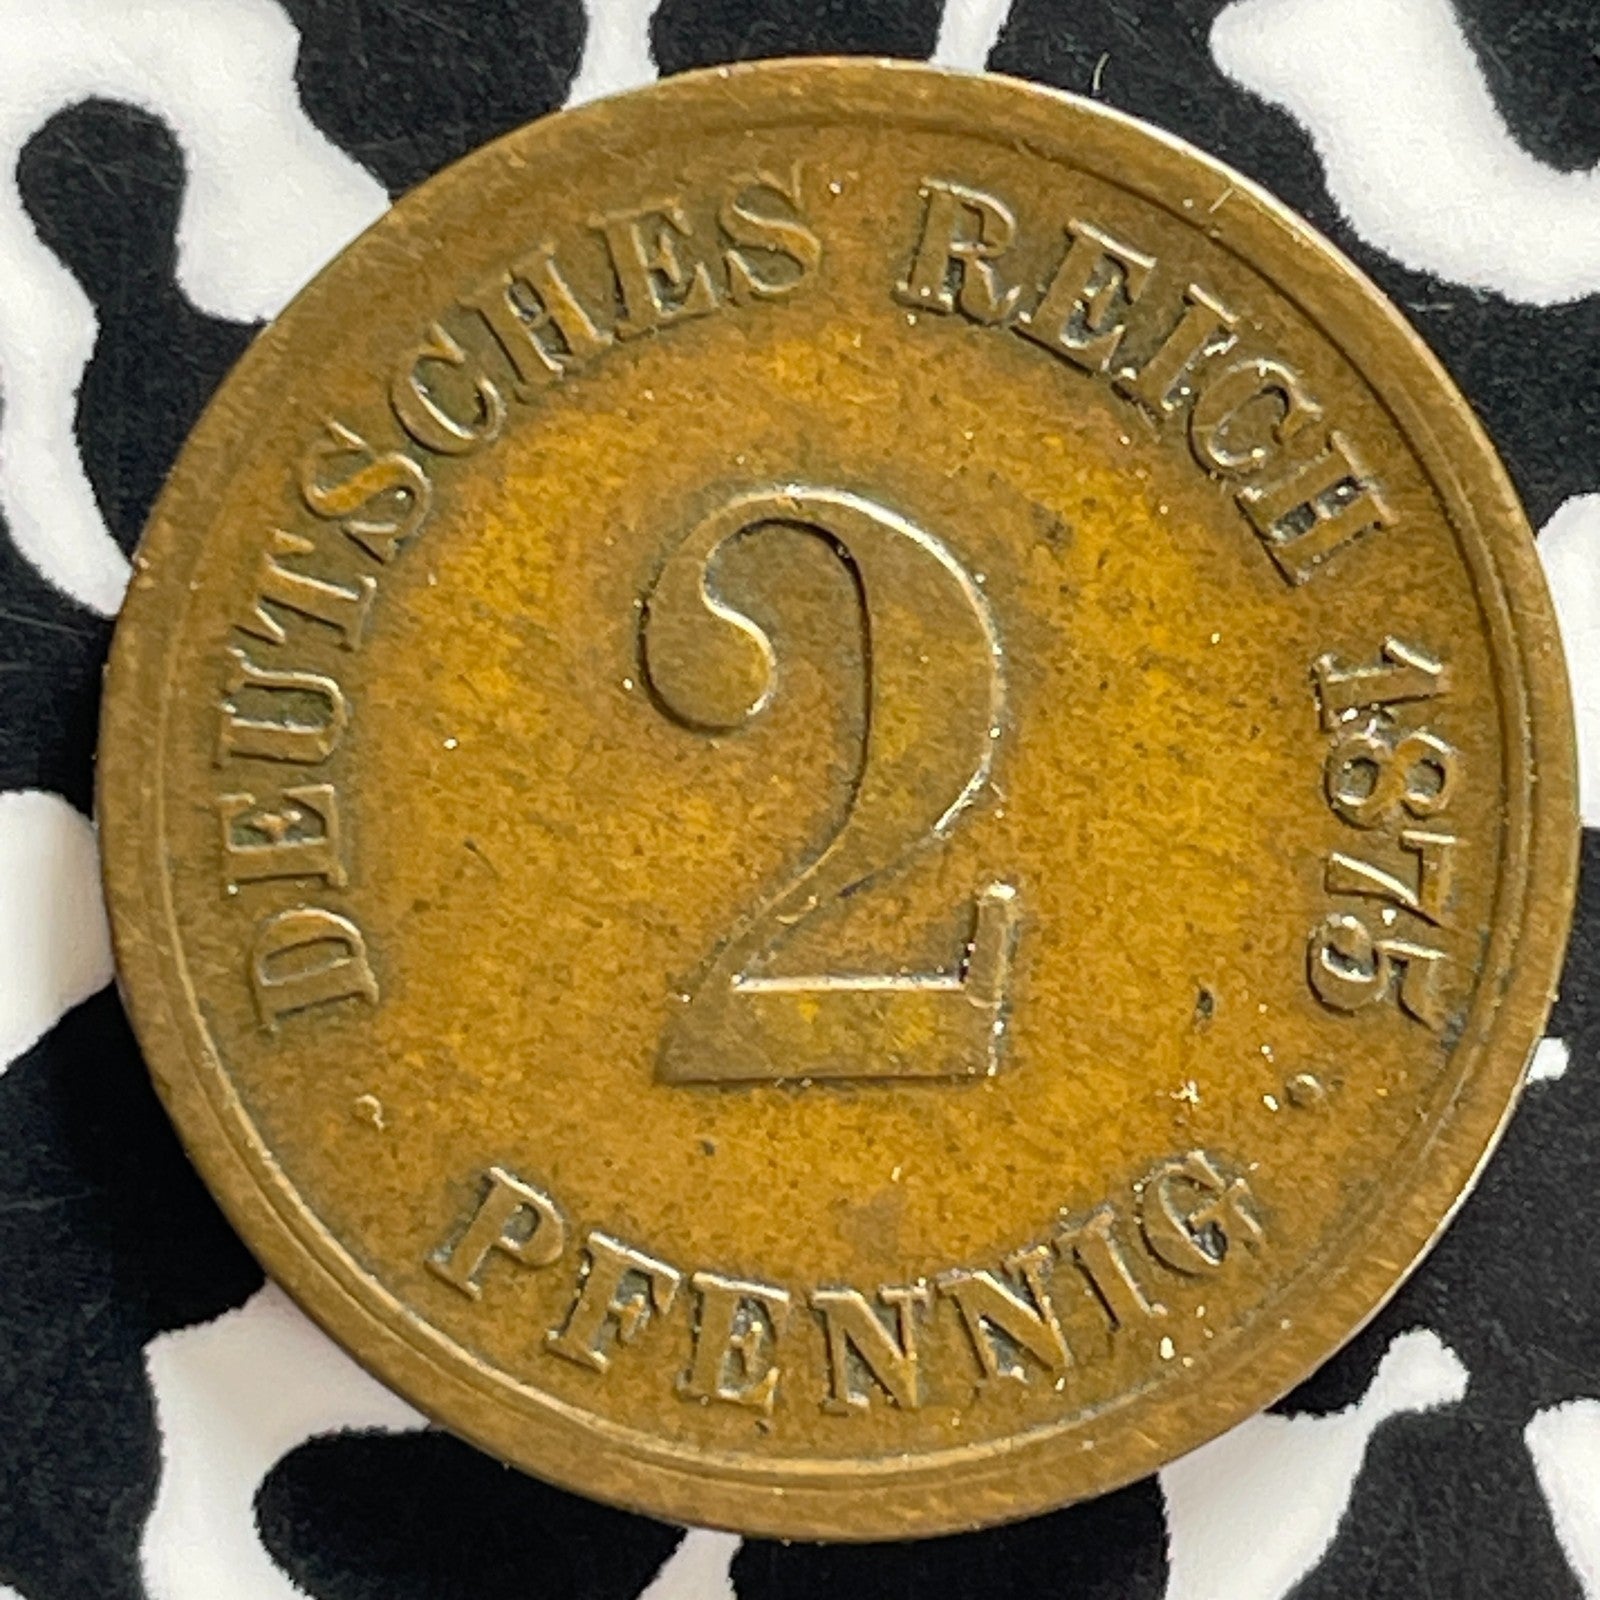 DEUTSCHES REICH 1875
2
· PFENNIG ·